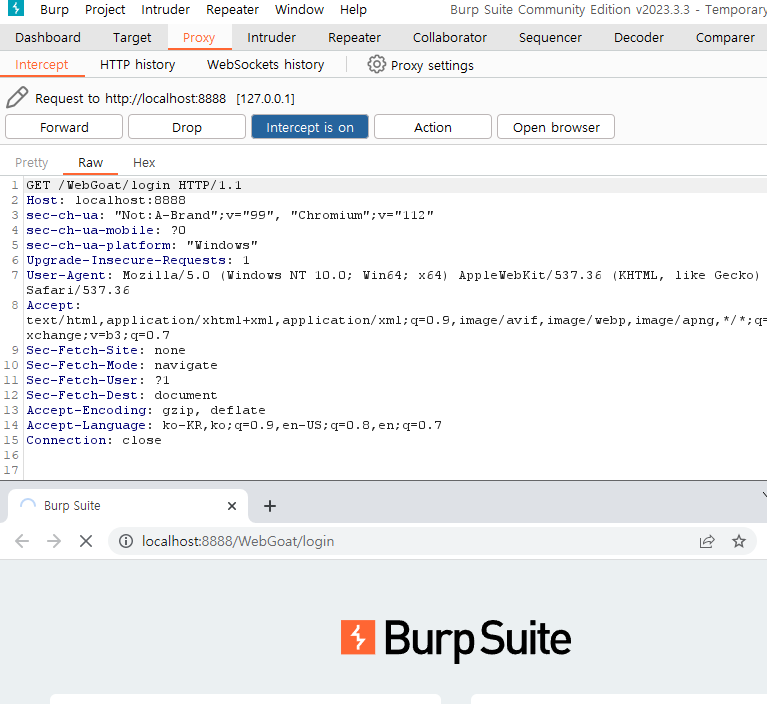 Burp Project Intruder Repeater Window Help Burp Suite Community Edition v2023.3.3 - Temporary
Dashboard Target Proxy Intruder Repeater Collaborator Sequencer Decoder Comparer
Intercept HTTP history WebSockets history Proxy settings
Request to http://localhost:8888 [127.0.0.1]
Forward Drop Intercept is on Action Open browser
Pretty Raw Hex
1 GET /WebGoat/login HTTP/1.1
2 Host: localhost:8888
3 sec-ch-ua: "Not:A-Brand";v="99", "Chromium";v="112"
4 sec-ch-ua-mobile: ?0
5 sec-ch-ua-platform: "Windows"
6 Upgrade-Insecure-Requests: 1
7 User-Agent: Mozilla/5.0 (Windows NT 10.0; Win64; x64) AppleWebKit/537.36 (KHTML, like Gecko)
Safari/537.36
8 Accept:
text/html,application/xhtml+xml,application/xml;q=0.9,image/avif,image/webp,image/apng,*/*;q=
xchange;v=b3;q=0.7
9 Sec-Fetch-Site: none
10 Sec-Fetch-Mode: navigate
11 Sec-Fetch-User: ?1
12 Sec-Fetch-Dest: document
13 Accept-Encoding: gzip, deflate
14 Accept-Language: ko-KR,ko;q=0.9,en-US;q=0.8,en;q=0.7
15 Connection: close
16
17
Burp Suite
localhost:8888/WebGoat/login
Burp Suite